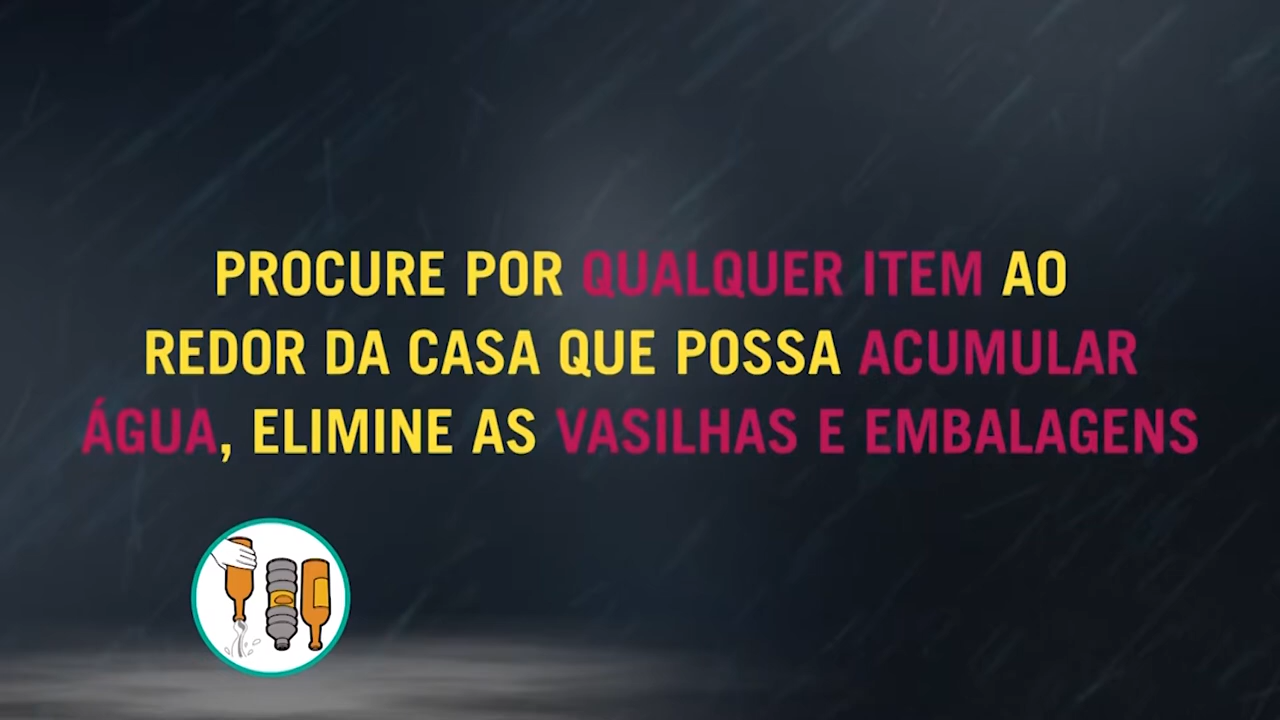 PROCURE POR QUALQUER ITEM AO
REDOR DA CASA QUE POSSA ACUMULAR
ÁGUA, ELIMINE AS VASILHAS E EMBALAGENS